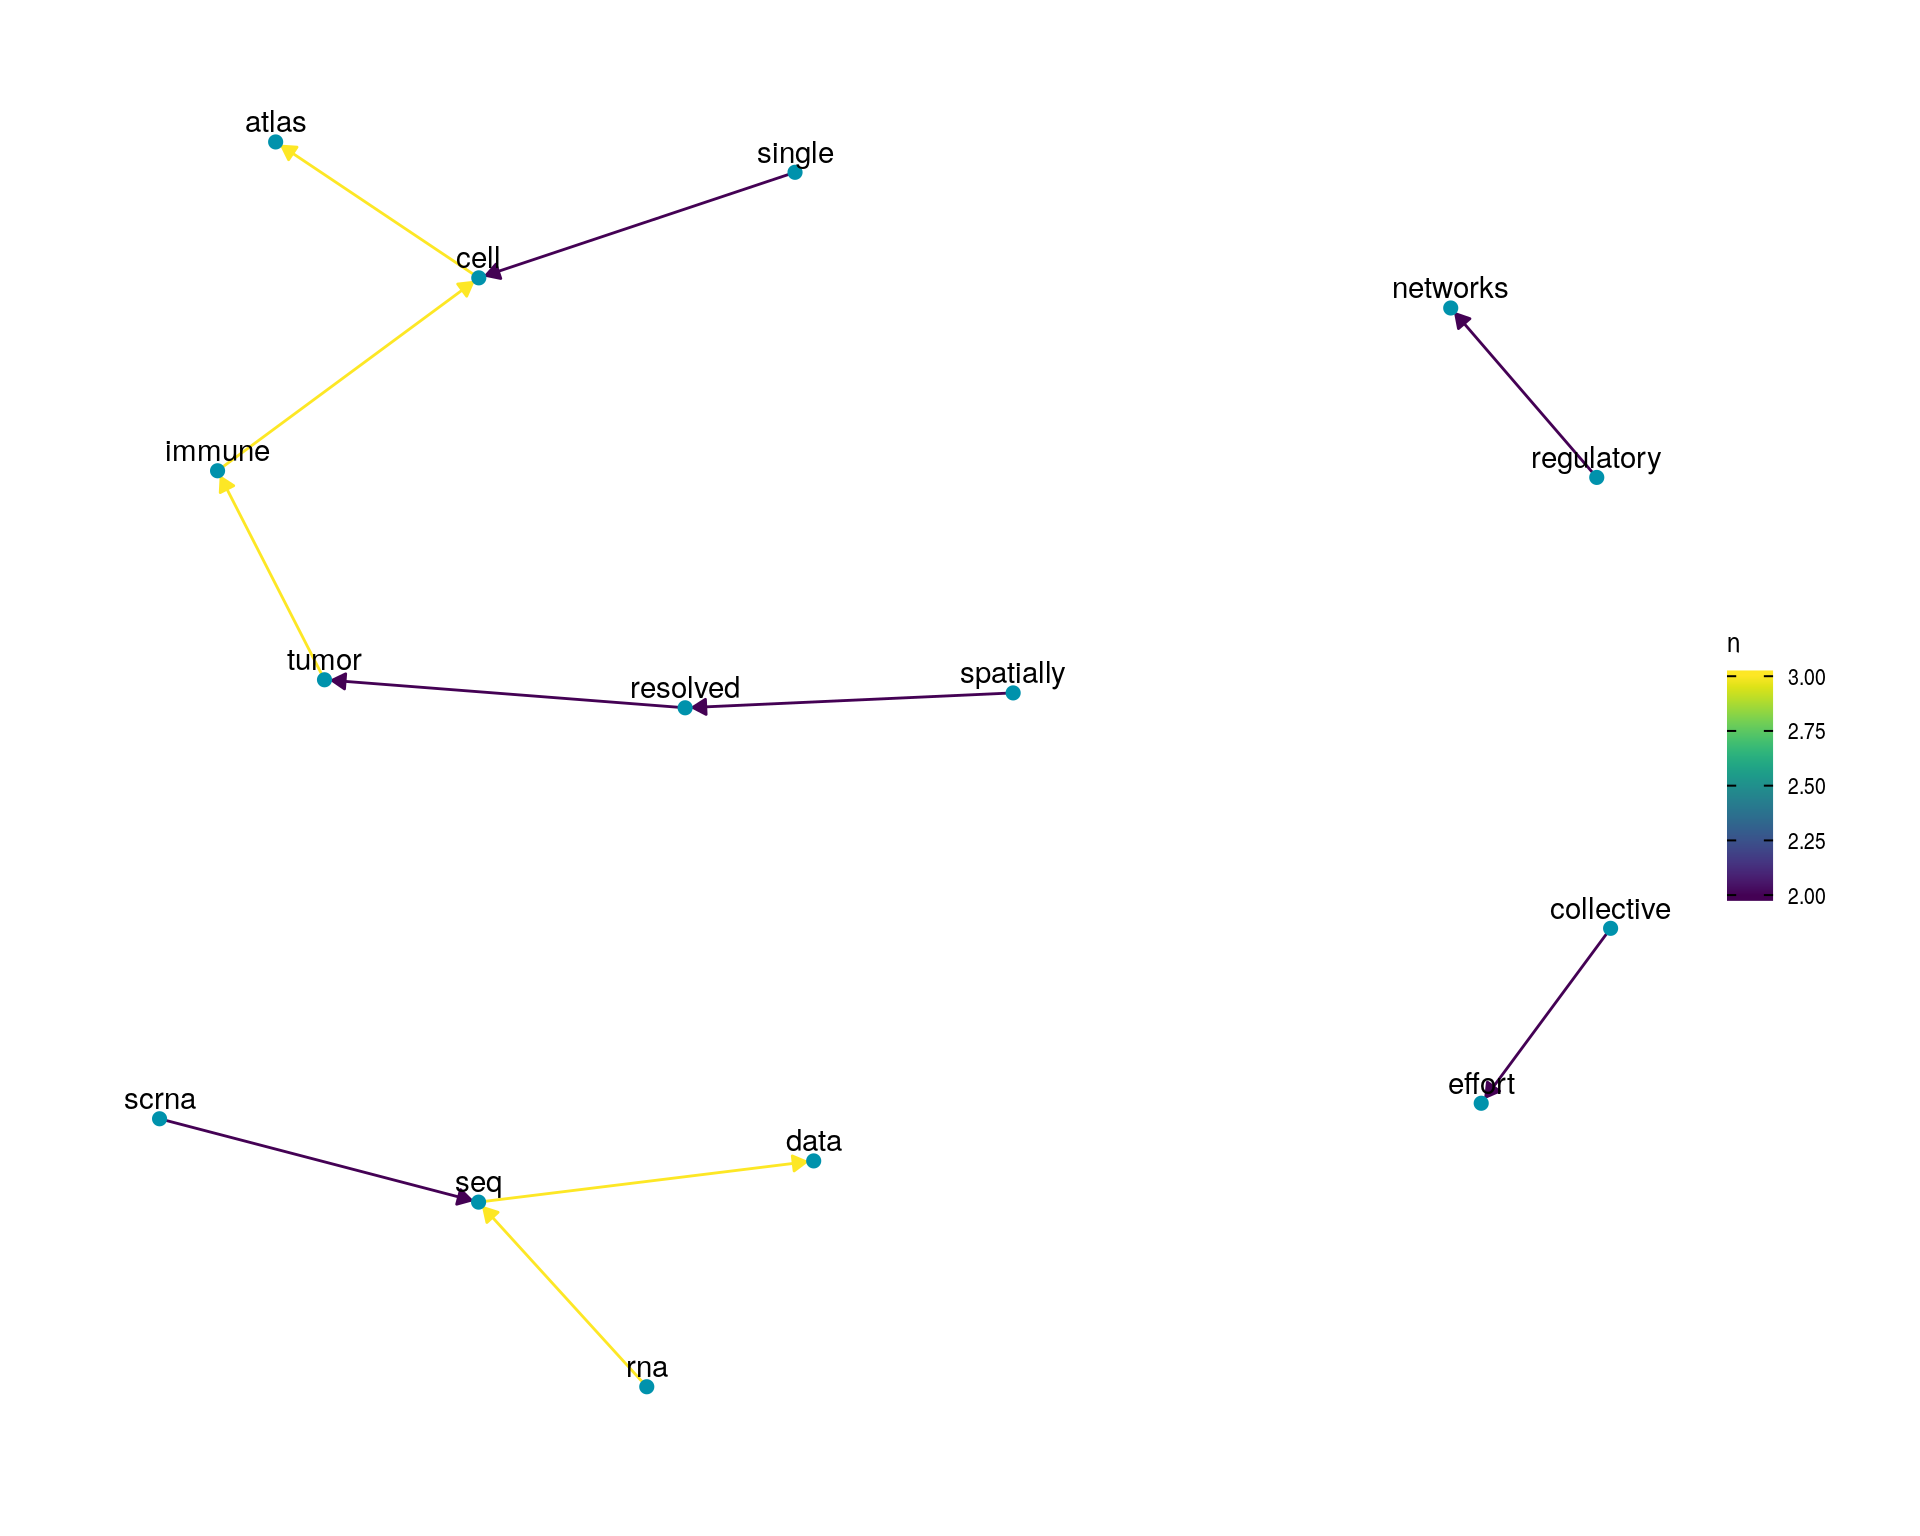 atlas
single
cell
networks
immune
regulatory
tumor
resolved
spatially
n
3.00
2.75
2.50
2.25
2.00
collective
effort
scrna
data
seq
rna